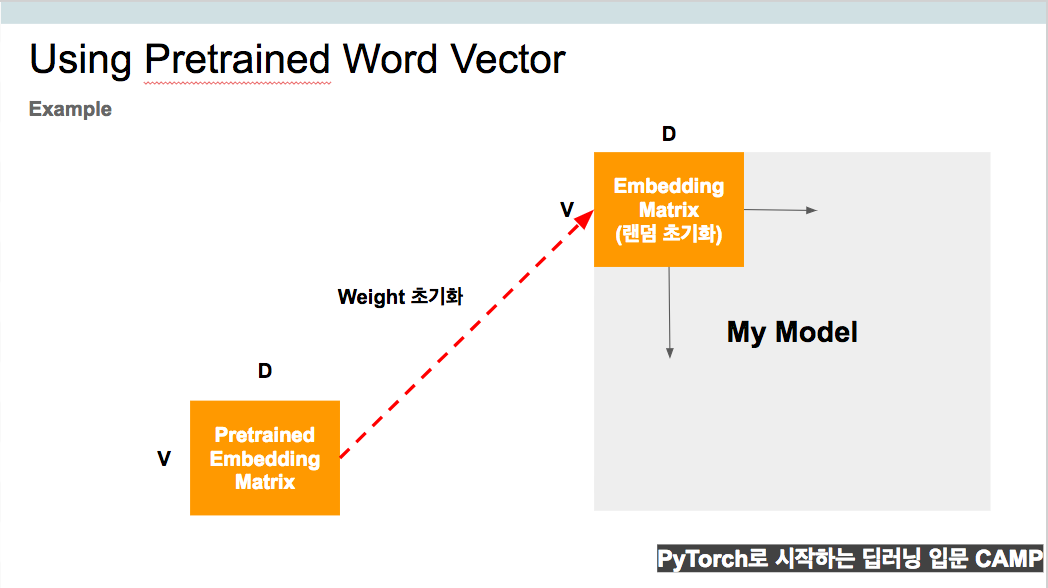 Using Pretrained Word Vector
Example
D
V
Embedding
Matrix
(랜덤 초기화)
Weight 초기화
My Model
D
V
Pretrained
Embedding
Matrix
PyTorch로 시작하는 딥러닝 입문 CAMP